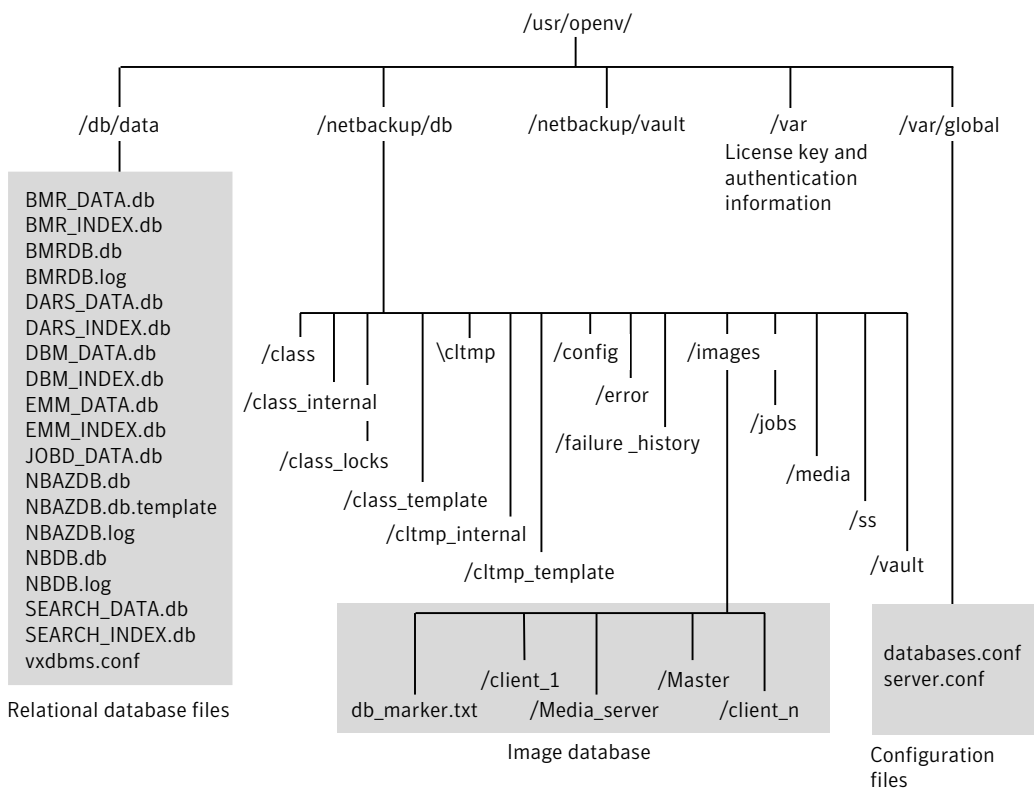 /usr/openv/
/db/data
/netbackup/db
/netbackup/vault
/var
License key and
authentication
information
/var/global
BMR_DATA.db
BMR_INDEX.db
BMRDB.db
BMRDB.log
DARS_DATA.db
DARS_INDEX.db
DBM_DATA.db
DBM_INDEX.db
EMM_DATA.db
EMM_INDEX.db
JOBD_DATA.db
NBAZDB.db
NBAZDB.db.template
NBAZDB.log
NBDB.db
NBDB.log
SEARCH_DATA.db
SEARCH_INDEX.db
vxdbms.conf
Relational database files
/class
/class_internal
/class_locks
/class_template
\cltmp
/cltmp_internal
/cltmp_template
/config
/error
/failure _history
/images
/jobs
/media
/ss
/vault
db_marker.txt
/client_1
/Media_server
/Master
/client_n
Image database
databases.conf
server.conf
Configuration
files